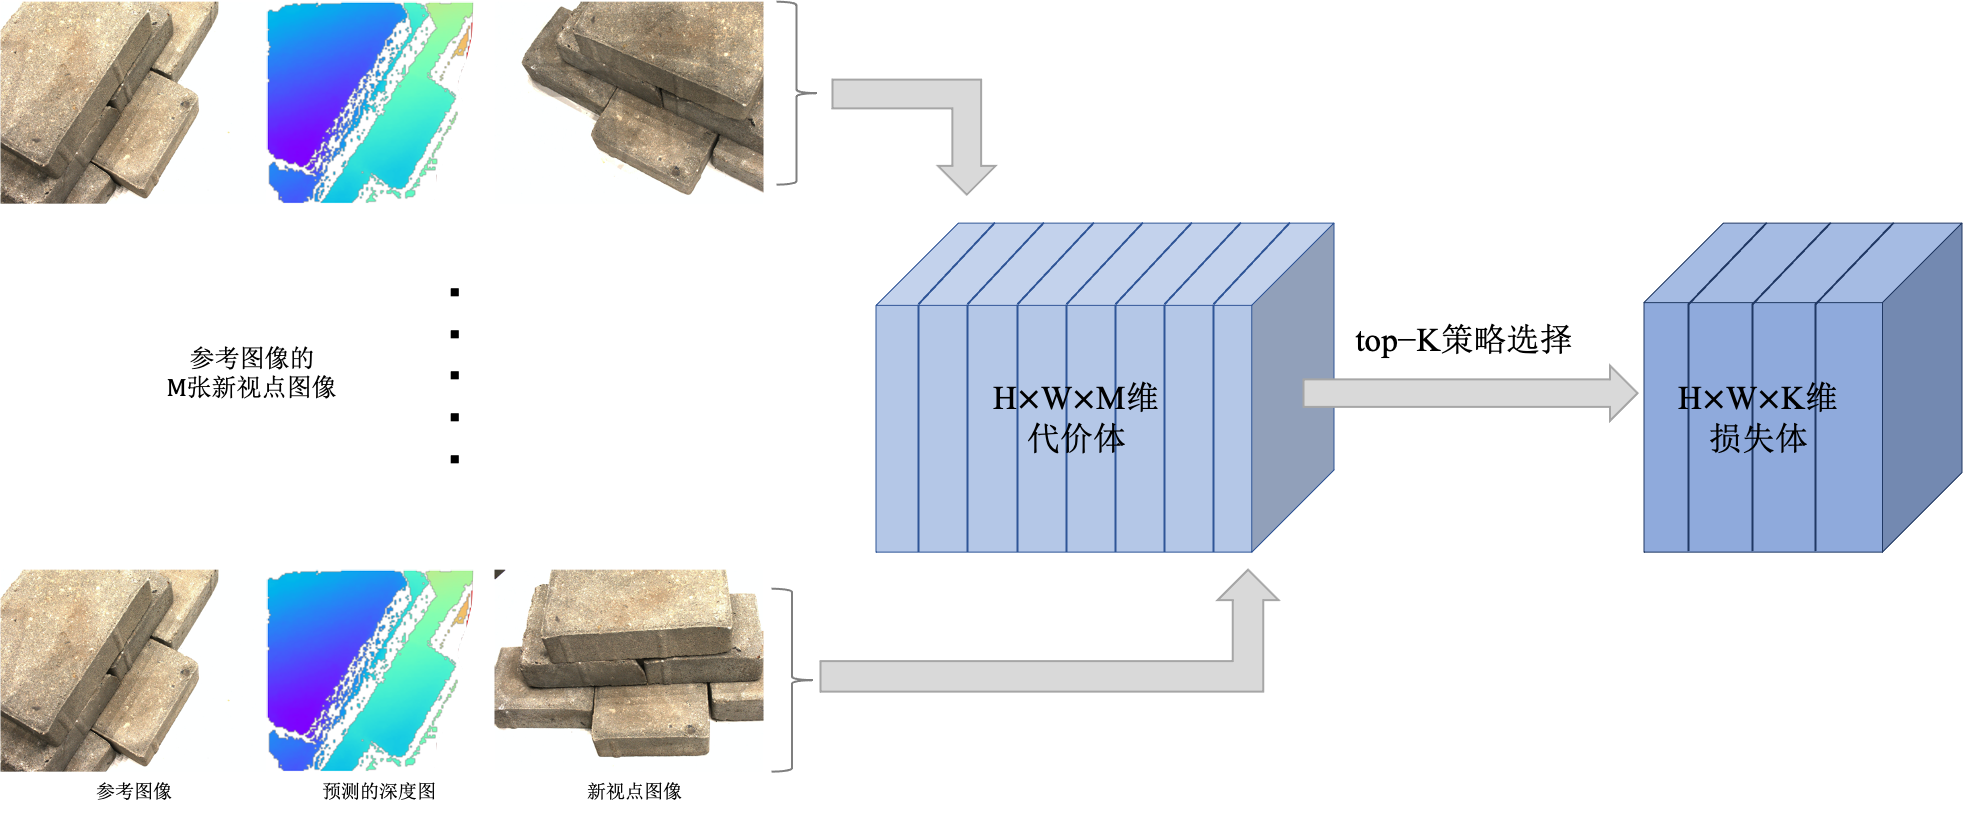 参考图像的
M张新视点图像
top-K策略选择
H×W×M维
代价体
H×W×K维
损失体
参考图像
预测的深度图
新视点图像